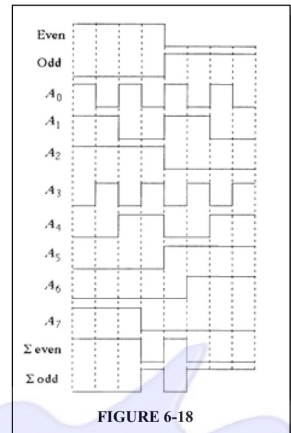 Even
Odd
A0
A1
A2
A3
A4
A5
A6
A7
Σ even
Σ odd
FIGURE 6-18